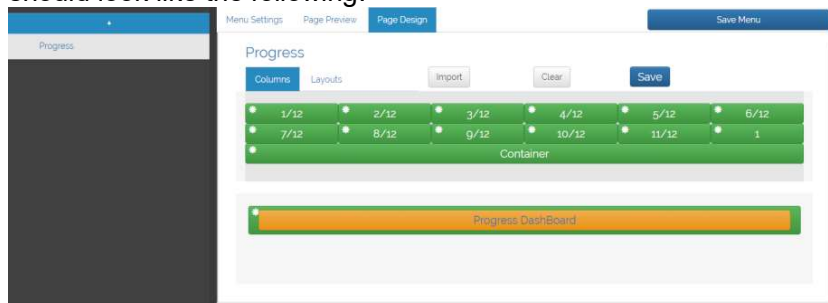 should look like the following:
+
Menu Settings Page Preview Page Design Save Menu
Progress
Progress
Columns Layouts Import Clear Save
1/12 2/12 3/12 4/12 5/12 6/12
7/12 8/12 9/12 10/12 11/12 1
Container
Progress DashBoard